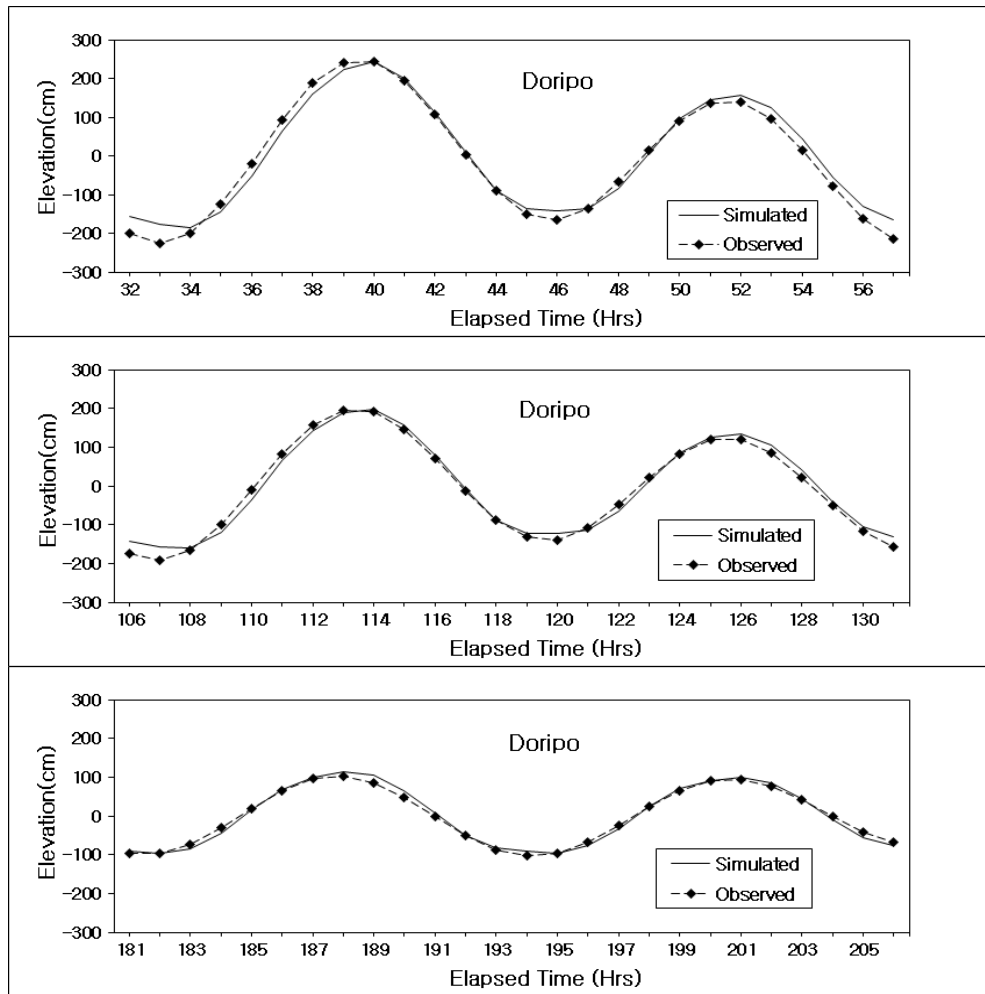 300
200
100
0
-100
-200
-300
Elevation(cm)
Doripo
Simulated
Observed
32 34 36 38 40 42 44 46 48 50 52 54 56
Elapsed Time (Hrs)
300
200
100
0
-100
-200
-300
Elevation(cm)
Doripo
Simulated
Observed
106 108 110 112 114 116 118 120 122 124 126 128 130
Elapsed Time (Hrs)
300
200
100
0
-100
-200
-300
Elevation(cm)
Doripo
Simulated
Observed
181 183 185 187 189 191 193 195 197 199 201 203 205
Elapsed Time (Hrs)